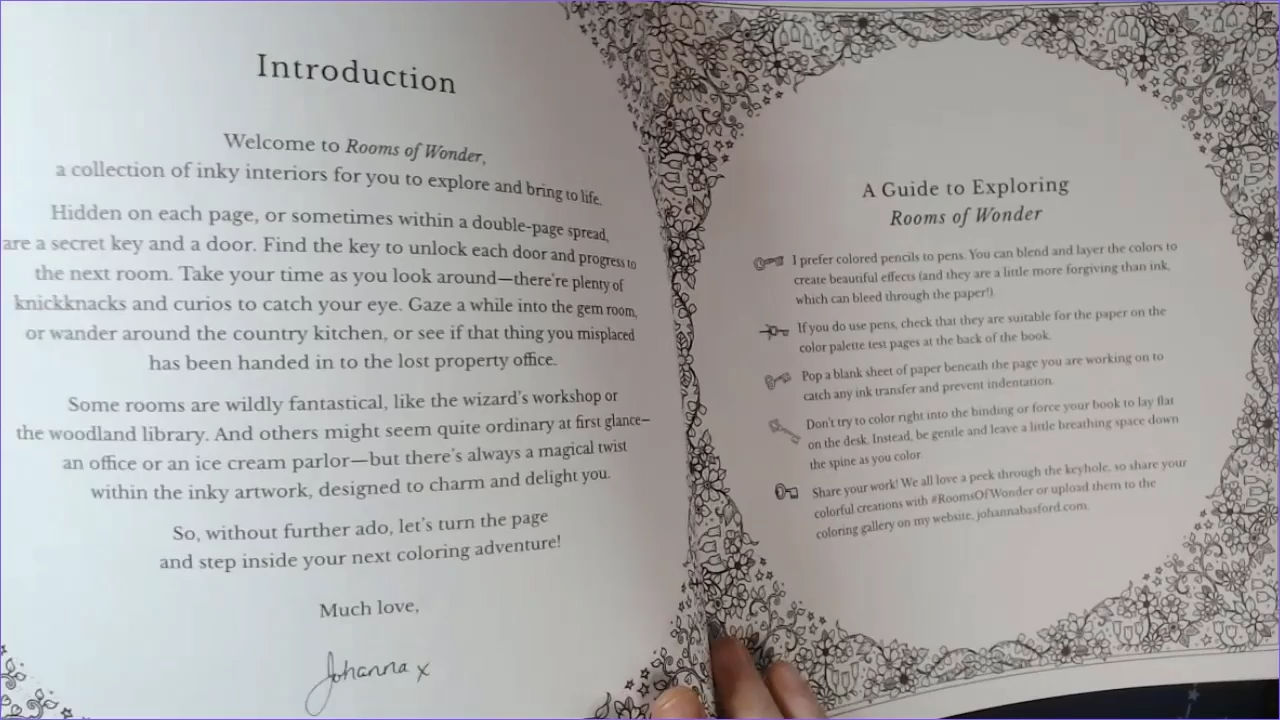 Introduction
Welcome to Rooms of Wonder,
a collection of inky interiors for you to explore and bring to life.
Hidden on each page, or sometimes within a double-page spread,
are a secret key and a door. Find the key to unlock each door and progress to
the next room. Take your time as you look around—there're plenty of
knickknacks and curios to catch your eye. Gaze a while into the gem room,
or wander around the country kitchen, or see if that thing you misplaced
has been handed in to the lost property office.
Some rooms are wildly fantastical, like the wizard's workshop or
the woodland library. And others might seem quite ordinary at first glance—
an office or an ice cream parlor—but there's always a magical twist
within the inky artwork, designed to charm and delight you.
So, without further ado, let's turn the page
and step inside your next coloring adventure!
Much love,
Johanna x
A Guide to Exploring
Rooms of Wonder
I prefer colored pencils to pens. You can blend and layer the colors to
create beautiful effects (and they are a little more forgiving than ink,
which can bleed through the paper!).
If you do use pens, check that they are suitable for the paper on the
color palette test pages at the back of the book.
Pop a blank sheet of paper beneath the page you are working on to
catch any ink transfer and prevent indentation.
Don't try to color right into the binding or force your book to lay flat
on the desk. Instead, be gentle and leave a little breathing space down
the spine as you color.
Share your work! We all love a peek through the keyhole, so share your
colorful creations with #RoomsOfWonder or upload them to the
coloring gallery on my website, johannabasford.com.